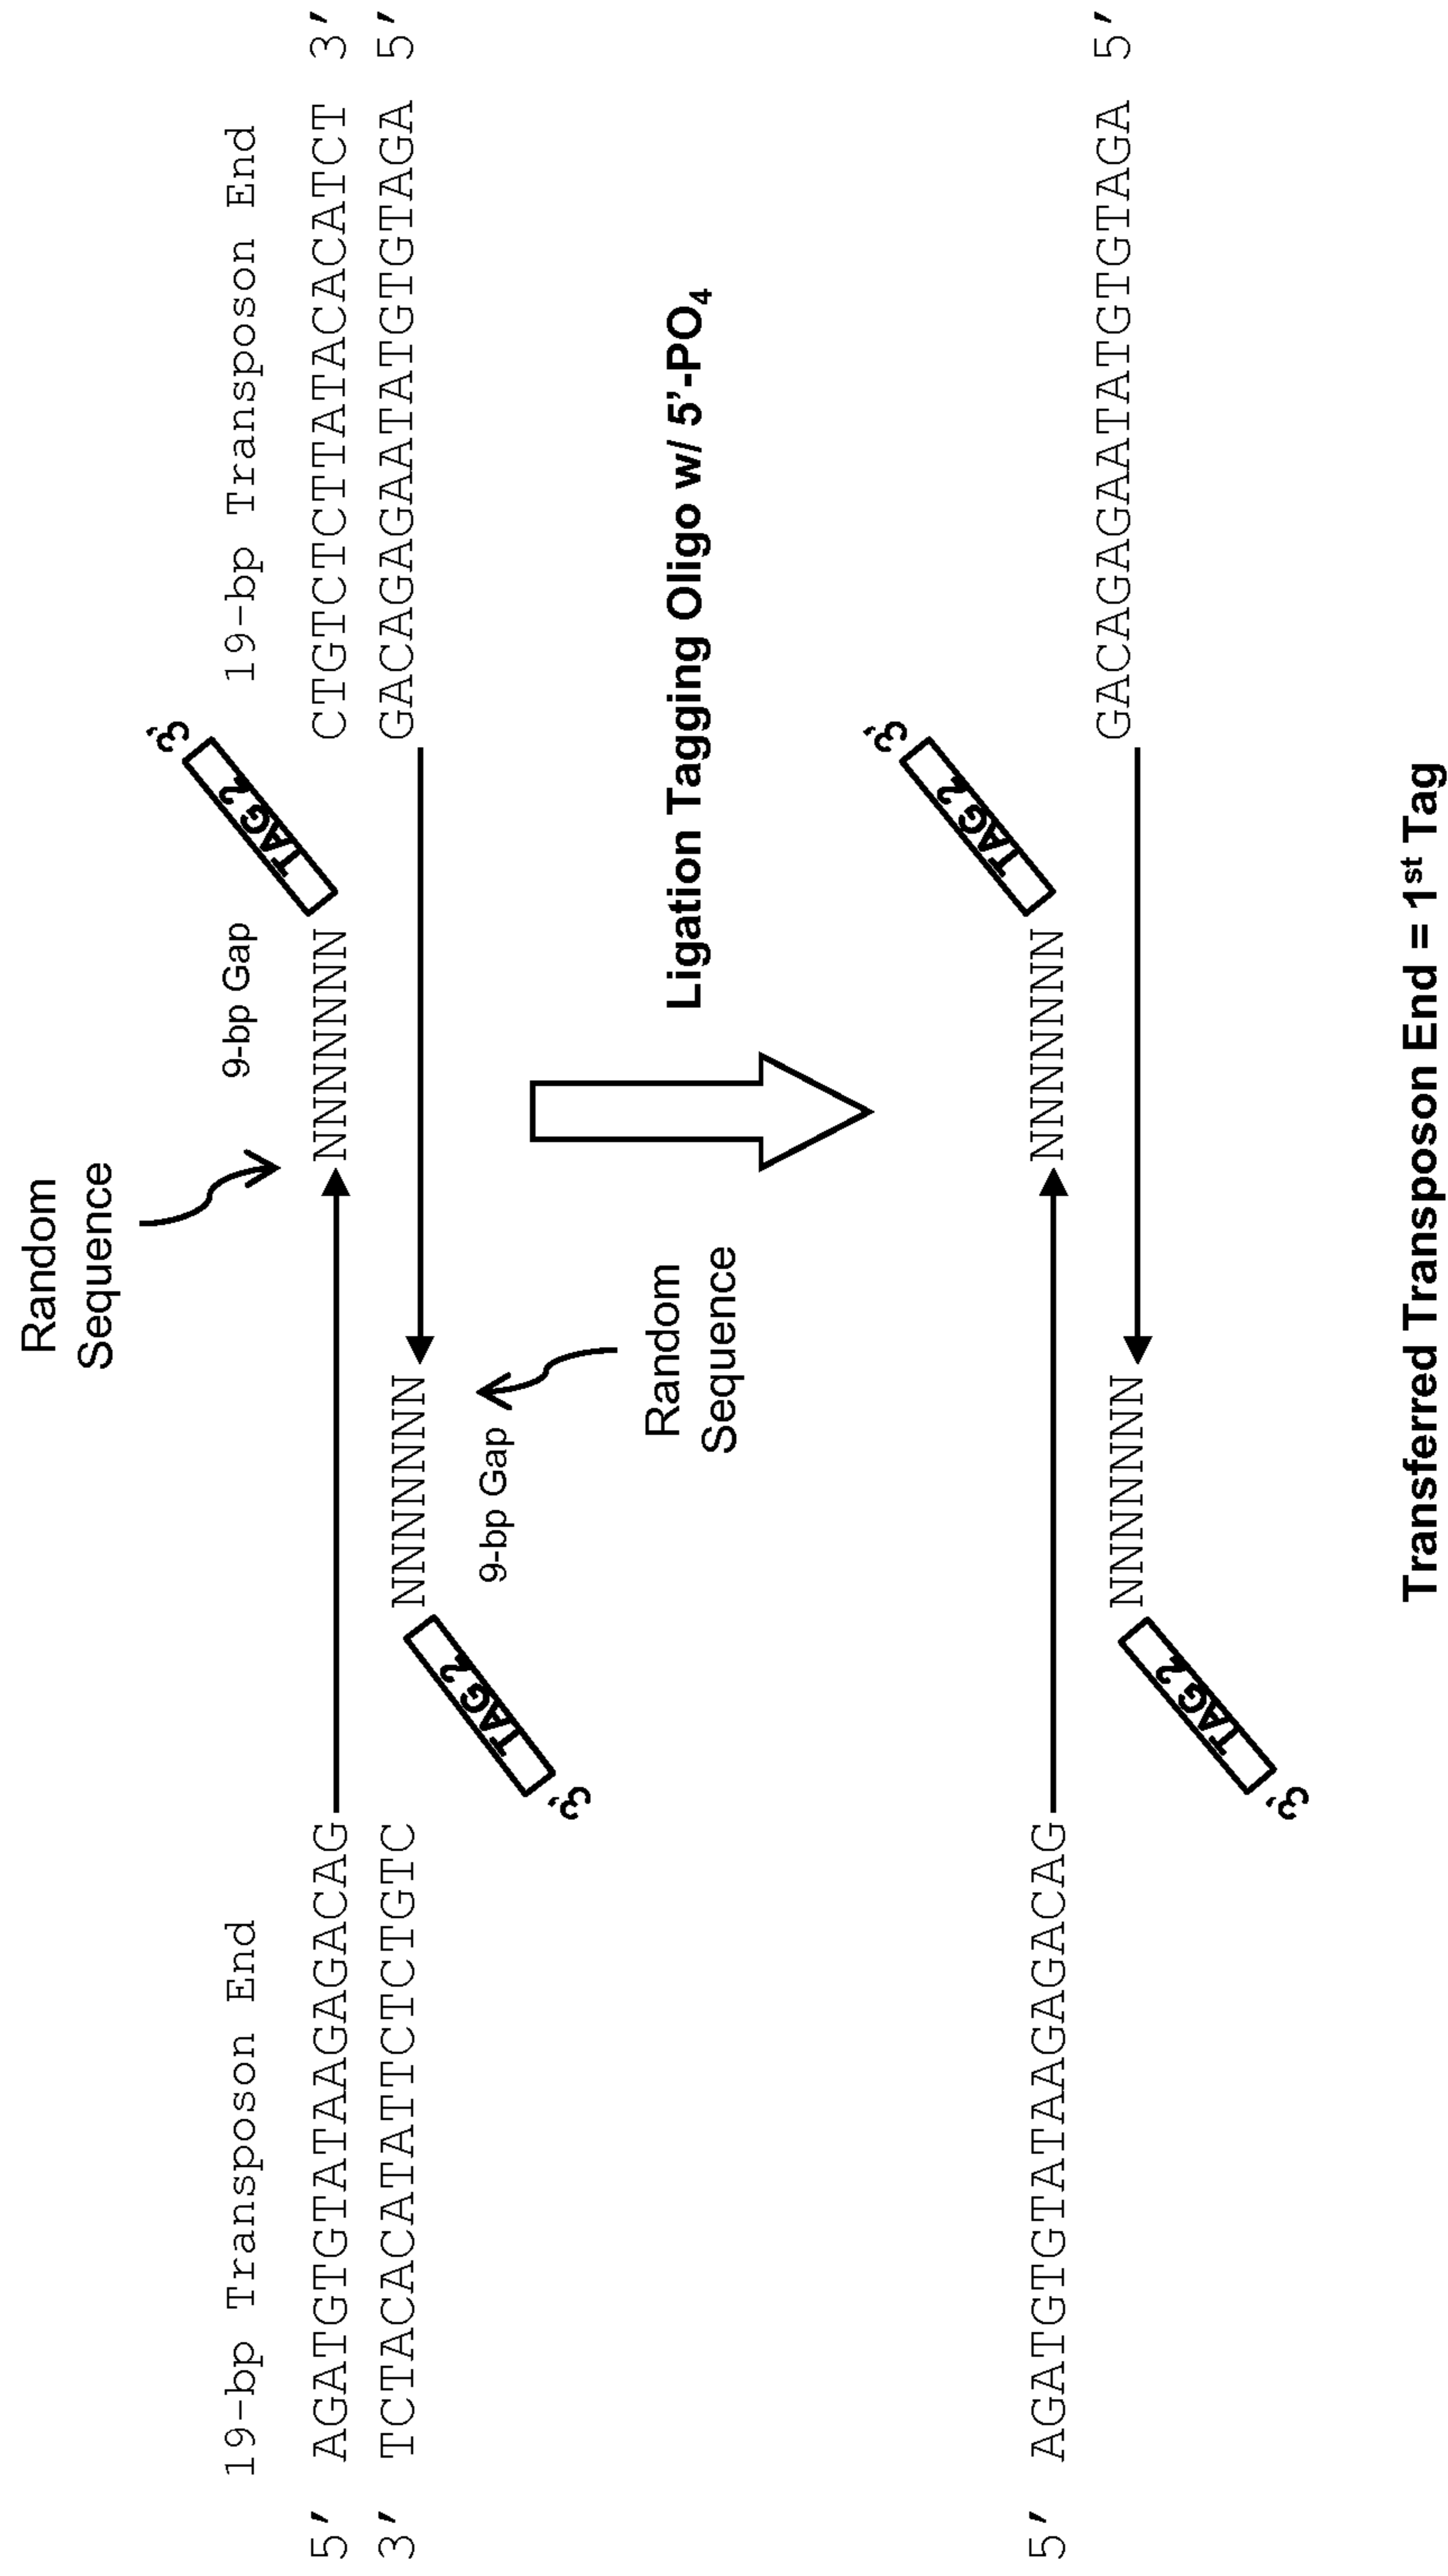 Random
Sequence
3'
TAG 2
19-bp Transposon End
9-bp Gap
19-bp Transposon End
5' AGATGTGTATAAGAGACAG NNNNNNN CTGTCTCTTATACACATCT 3'
3' TCTACACATATTCTCTGTC NNNNNNN GACAGAGAATATGTGTAGA 5'
TAG 2
3'
9-bp Gap
Random
Sequence
Ligation Tagging Oligo w/ 5'-PO4
3'
TAG 2
5' AGATGTGTATAAGAGACAG NNNNNNN
NNNNNNN GACAGAGAATATGTGTAGA 5'
TAG 2
3'
Transferred Transposon End = 1st Tag